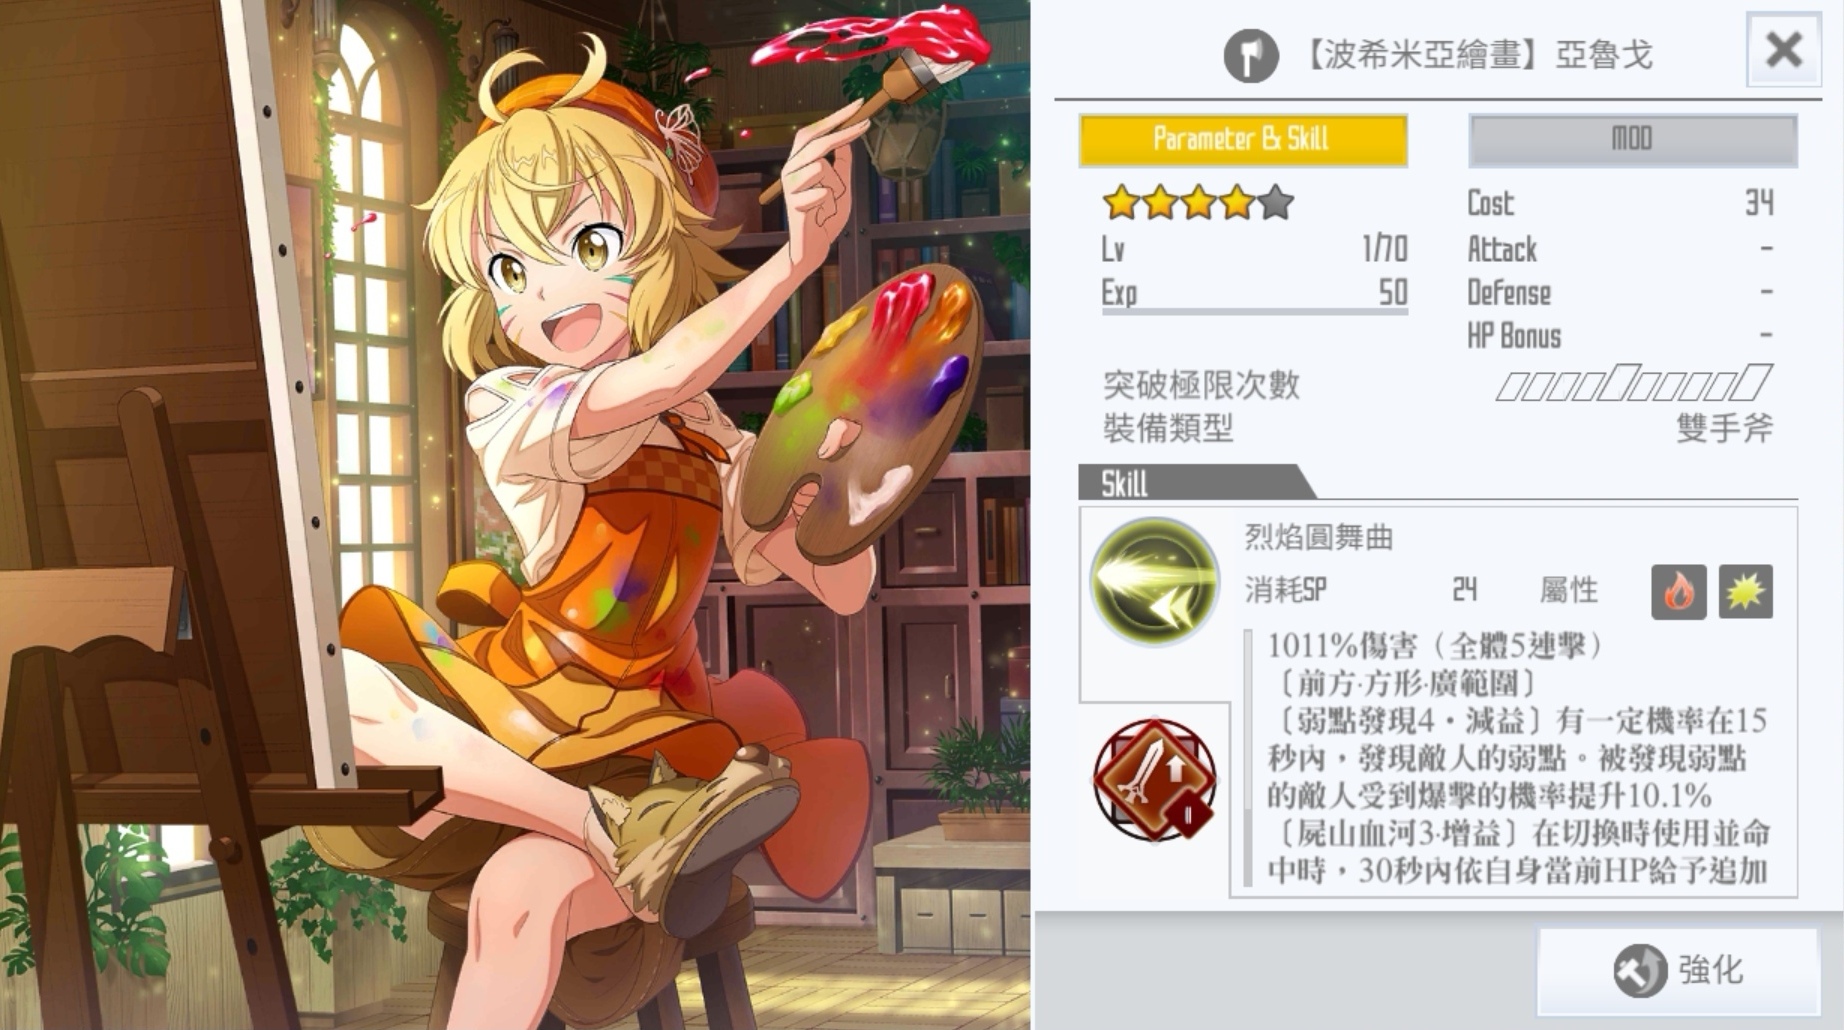 【波希米亞繪畫】亞魯戈
Parameter & Skill
MOD
Lv 1/70
Exp 50
Cost 34
Attack -
Defense -
HP Bonus -
突破極限次數
裝備類型 雙手斧
Skill
烈焰圓舞曲
消耗SP 24 屬性
1011%傷害（全體5連擊）
〔前方·方形·廣範圍〕
〔弱點發現4・減益〕有一定機率在15
秒內，發現敵人的弱點。被發現弱點
的敵人受到爆擊的機率提升10.1%
〔屍山血河3·增益〕在切換時使用並命
中時，30秒內依自身當前HP給予追加
強化